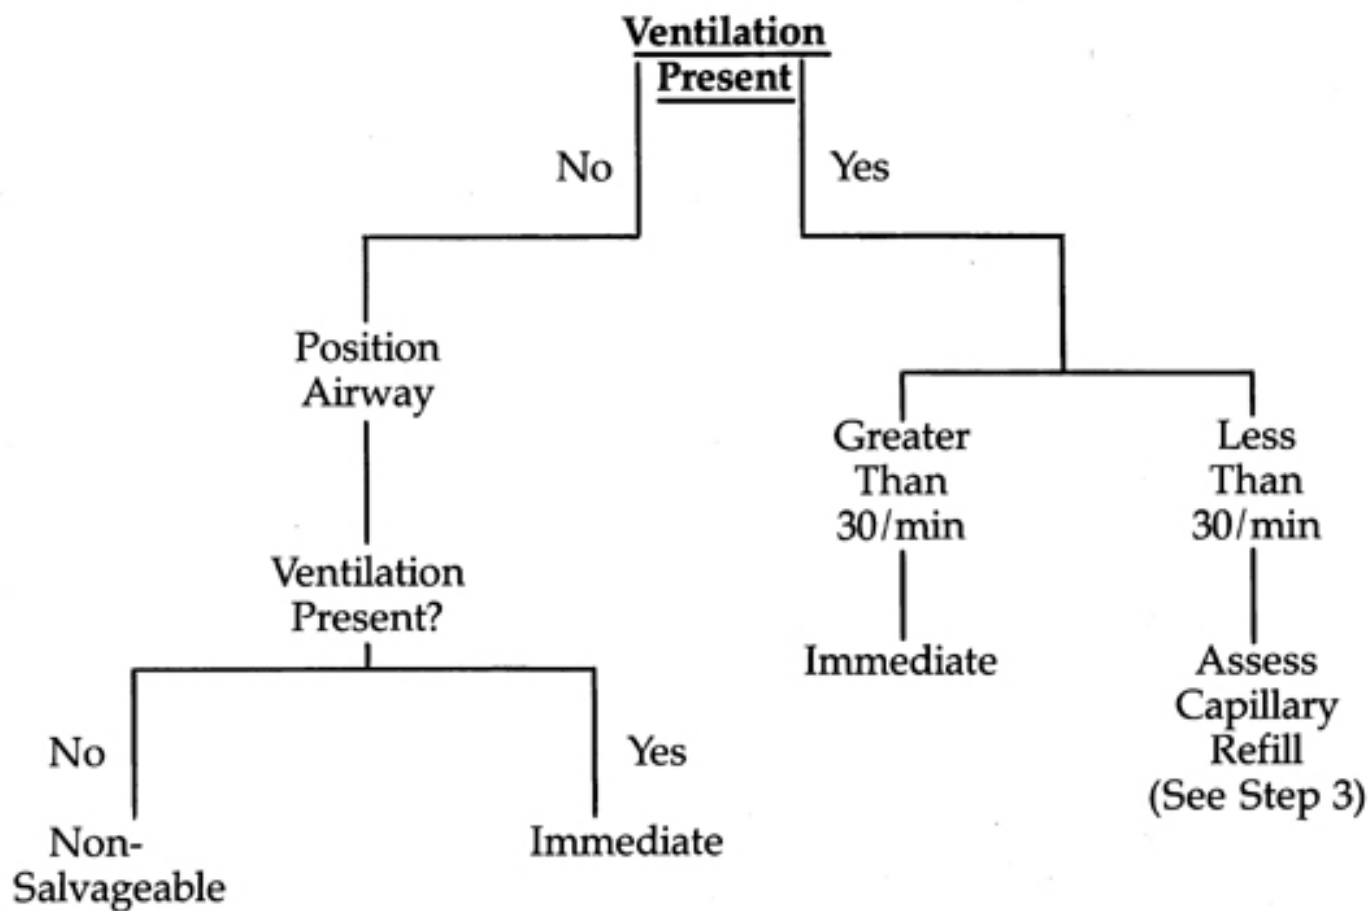 Ventilation
Present
No
Yes
Position
Airway
Greater
Than
30/min
Less
Than
30/min
Ventilation
Present?
Immediate
Assess
Capillary
Refill
(See Step 3)
No
Yes
Non-
Salvageable
Immediate